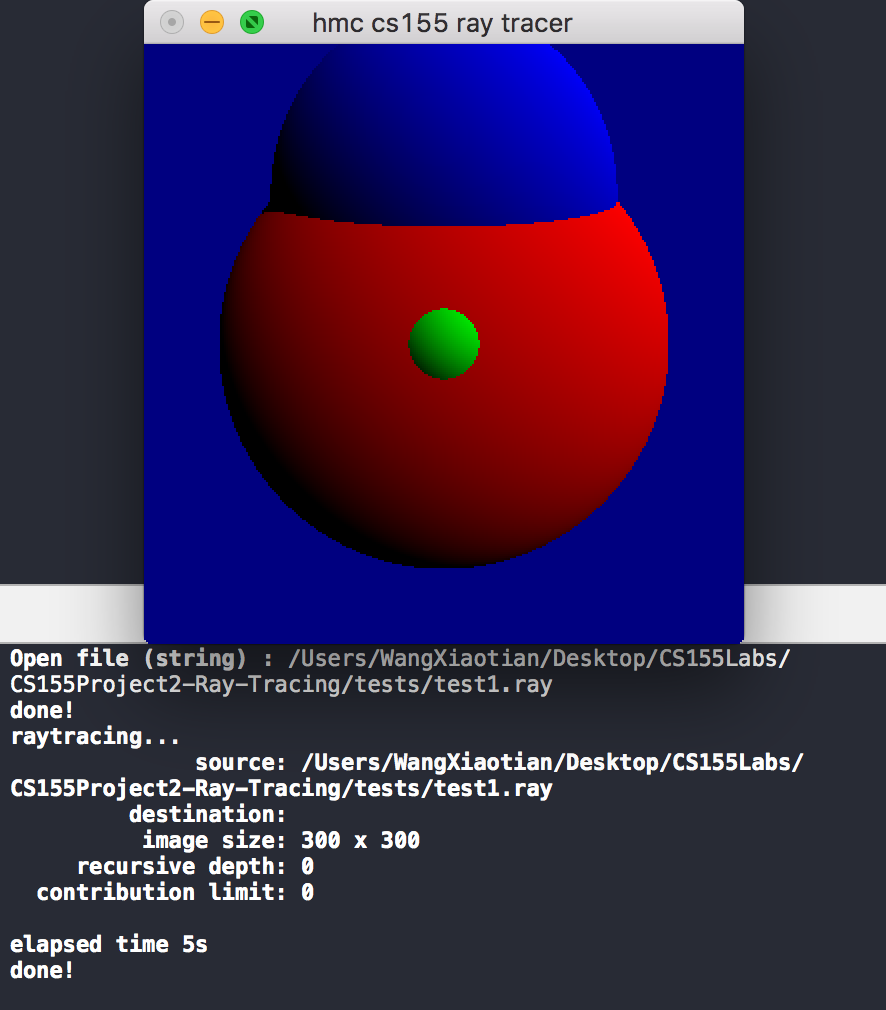 hmc cs155 ray tracer
Open file (string) : /Users/WangXiaotian/Desktop/CS155Labs/
CS155Project2-Ray-Tracing/tests/test1.ray
done!
raytracing...
source: /Users/WangXiaotian/Desktop/CS155Labs/
CS155Project2-Ray-Tracing/tests/test1.ray
destination:
image size: 300 x 300
recursive depth: 0
contribution limit: 0
elapsed time 5s
done!